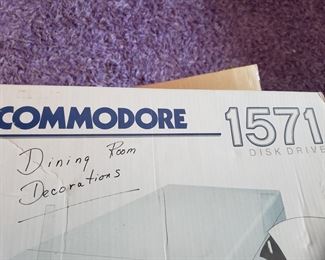 COMMODORE 1571
DISK DRIVE
Dining Room
Decorations